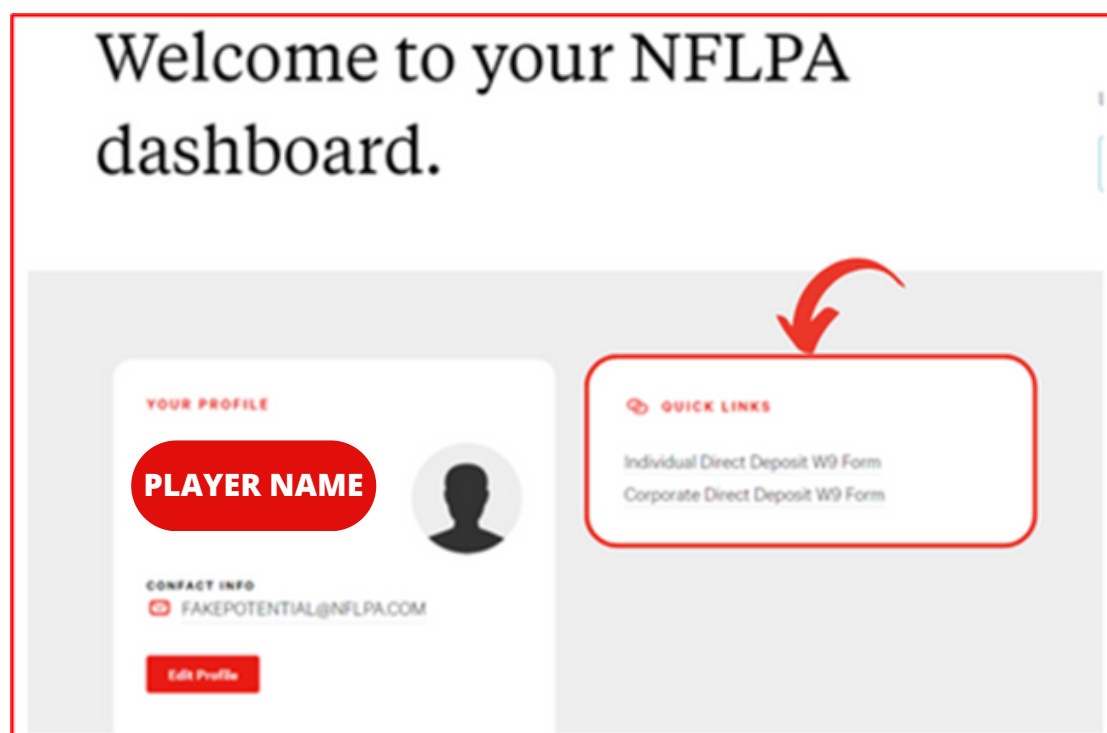 Welcome to your NFLPA
dashboard.
YOUR PROFILE
PLAYER NAME
CONTACT INFO
FAKEPOTENTIAL@NFLPA.COM
Edit Profile
QUICK LINKS
Individual Direct Deposit W9 Form
Corporate Direct Deposit W9 Form